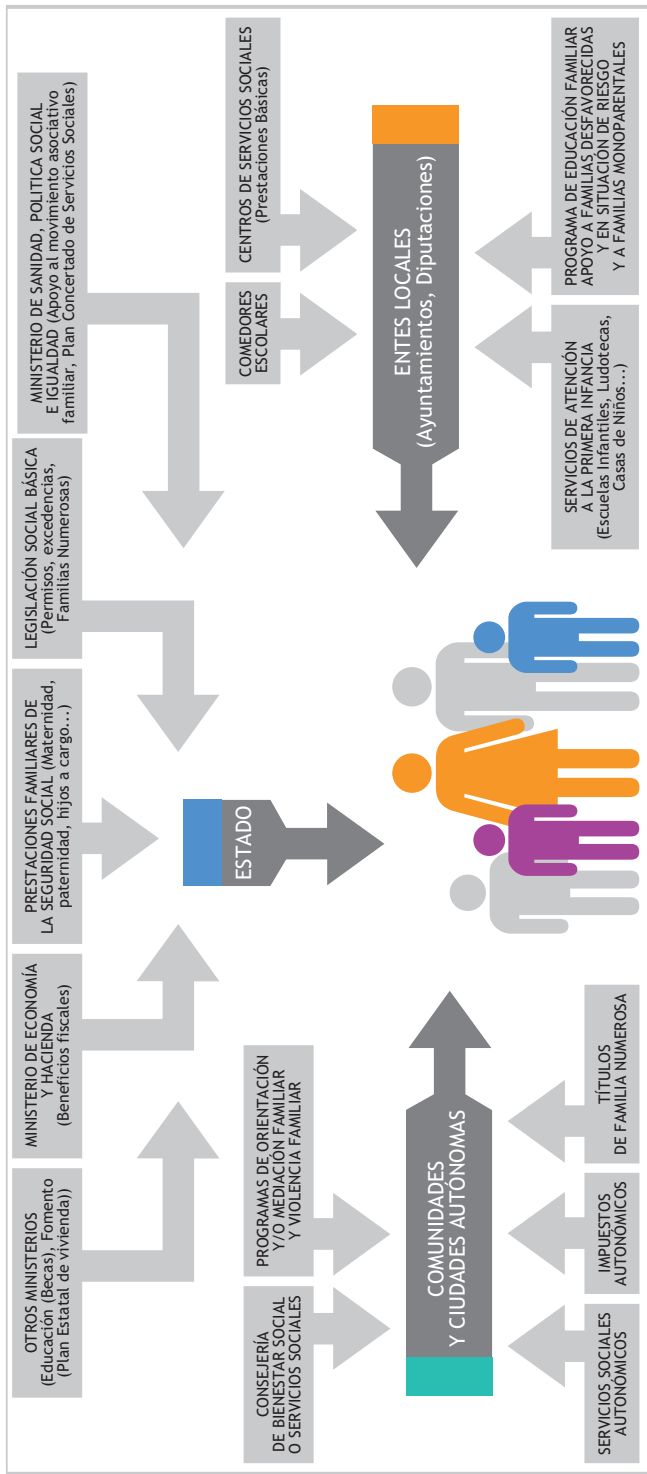 OTROS MINISTERIOS
(Educación (Becas), Fomento
(Plan Estatal de vivienda))
MINISTERIO DE ECONOMÍA
Y HACIENDA
(Beneficios fiscales)
PRESTACIONES FAMILIARES DE
LA SEGURIDAD SOCIAL (Maternidad,
paternidad, hijos a cargo...)
LEGISLACIÓN SOCIAL BÁSICA
(Permisos, excedencias,
Familias Numerosas)
MINISTERIO DE SANIDAD, POLITICA SOCIAL
E IGUALDAD (Apoyo al movimiento asociativo
familiar, Plan Concertado de Servicios Sociales)
ESTADO
CONSEJERÍA
DE BIENESTAR SOCIAL
O SERVICIOS SOCIALES
PROGRAMAS DE ORIENTACIÓN
Y/O MEDIACIÓN FAMILIAR
Y VIOLENCIA FAMILIAR
COMUNIDADES
Y CIUDADES AUTÓNOMAS
SERVICIOS SOCIALES
AUTONÓMICOS
IMPUESTOS
AUTONÓMICOS
TÍTULOS
DE FAMILIA NUMEROSA
COMEDORES
ESCOLARES
CENTROS DE SERVICIOS SOCIALES
(Prestaciones Básicas)
ENTES LOCALES
(Ayuntamientos, Diputaciones)
SERVICIOS DE ATENCIÓN
A LA PRIMERA INFANCIA
(Escuelas Infantiles, Ludotecas,
Casas de Niños...)
PROGRAMA DE EDUCACIÓN FAMILIAR
APOYO A FAMILIAS DESFAVORECIDAS
Y EN SITUACIÓN DE RIESGO
Y A FAMILIAS MONOPARENTALES